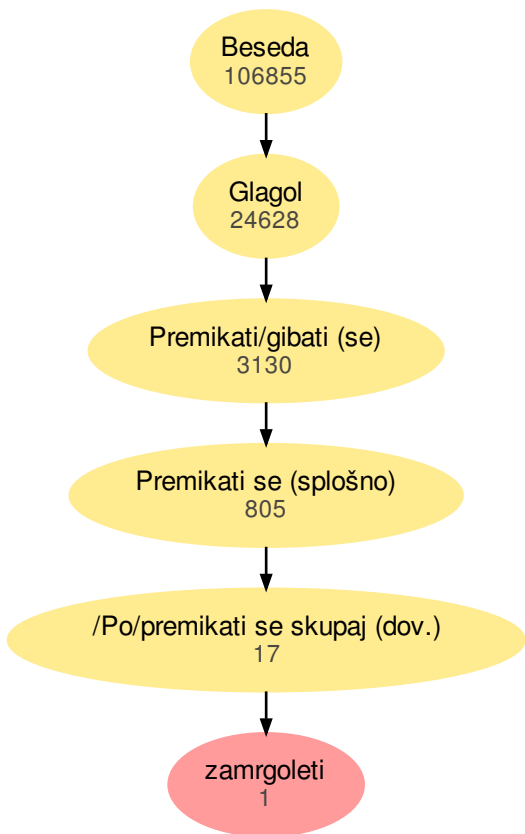 Beseda
106855
Glagol
24628
Premikati/gibati (se)
3130
Premikati se (splošno)
805
/Po/premikati se skupaj (dov.)
17
zamrgoleti
1